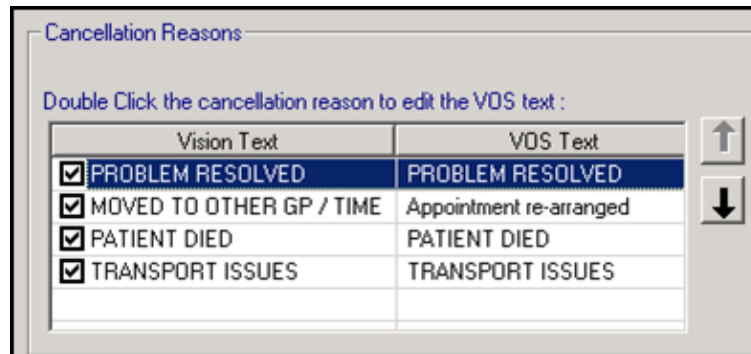 Cancellation Reasons
Double Click the cancellation reason to edit the VOS text :
Vision Text VOS Text
PROBLEM RESOLVED PROBLEM RESOLVED
MOVED TO OTHER GP / TIME Appointment re-arranged
PATIENT DIED PATIENT DIED
TRANSPORT ISSUES TRANSPORT ISSUES